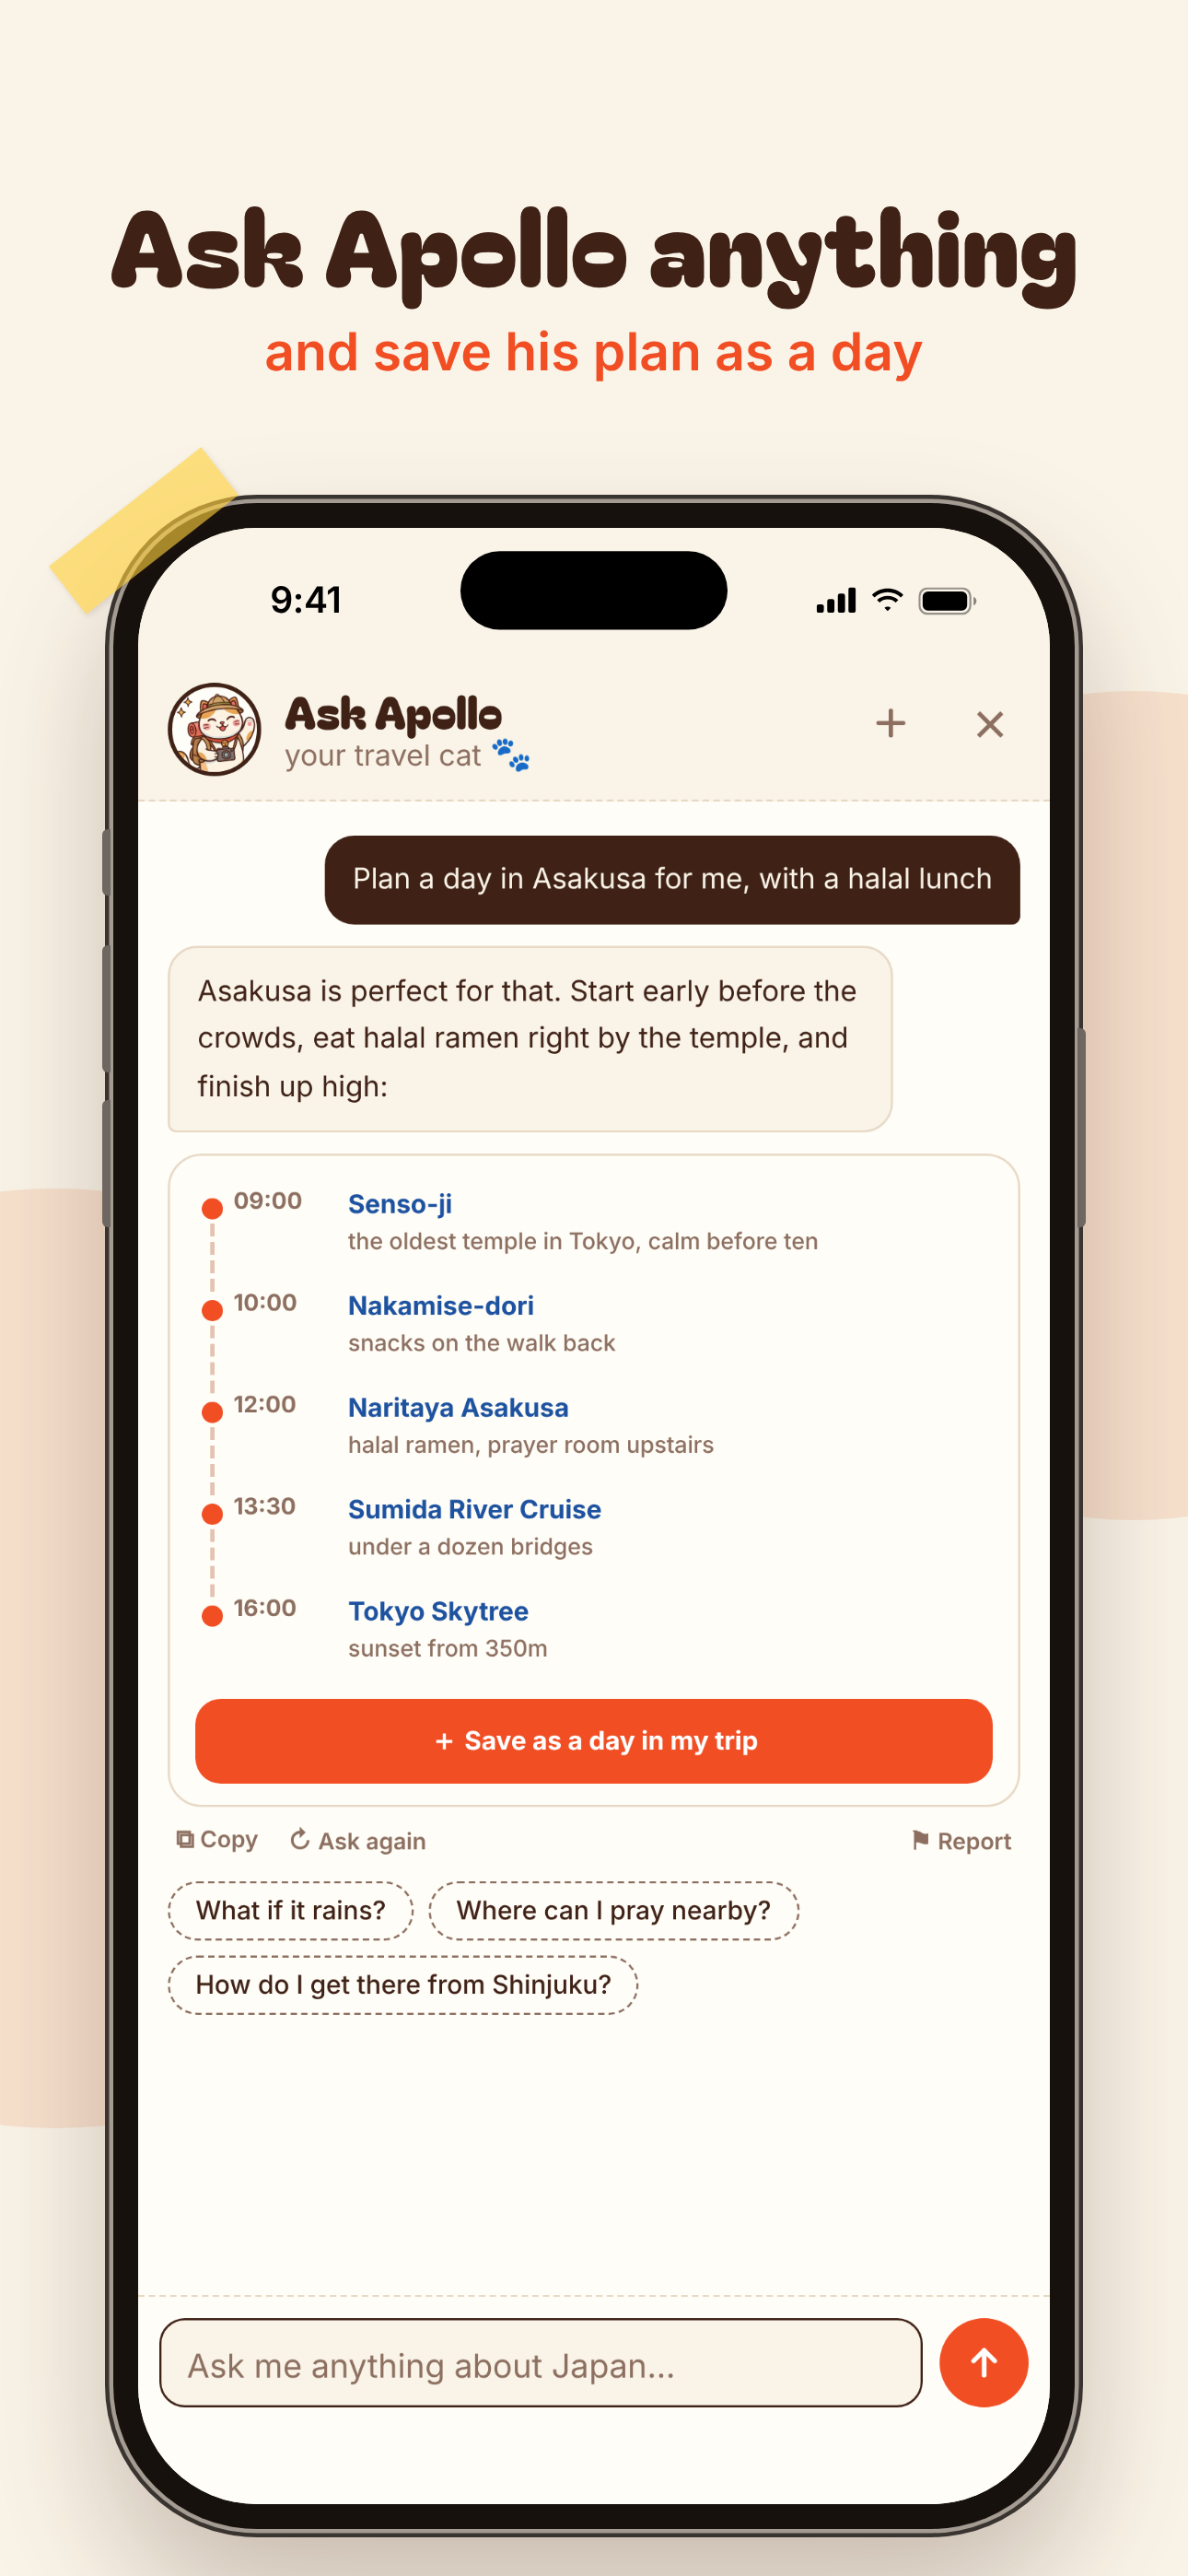 Ask Apollo anything
and save his plan as a day
9:41
Ask Apollo
your travel cat 🐾
Plan a day in Asakusa for me, with a halal lunch
Asakusa is perfect for that. Start early before the
crowds, eat halal ramen right by the temple, and
finish up high:
09:00 Senso-ji
the oldest temple in Tokyo, calm before ten
10:00 Nakamise-dori
snacks on the walk back
12:00 Naritaya Asakusa
halal ramen, prayer room upstairs
13:30 Sumida River Cruise
under a dozen bridges
16:00 Tokyo Skytree
sunset from 350m
+ Save as a day in my trip
Copy Ask again Report
What if it rains? Where can I pray nearby?
How do I get there from Shinjuku?
Ask me anything about Japan...